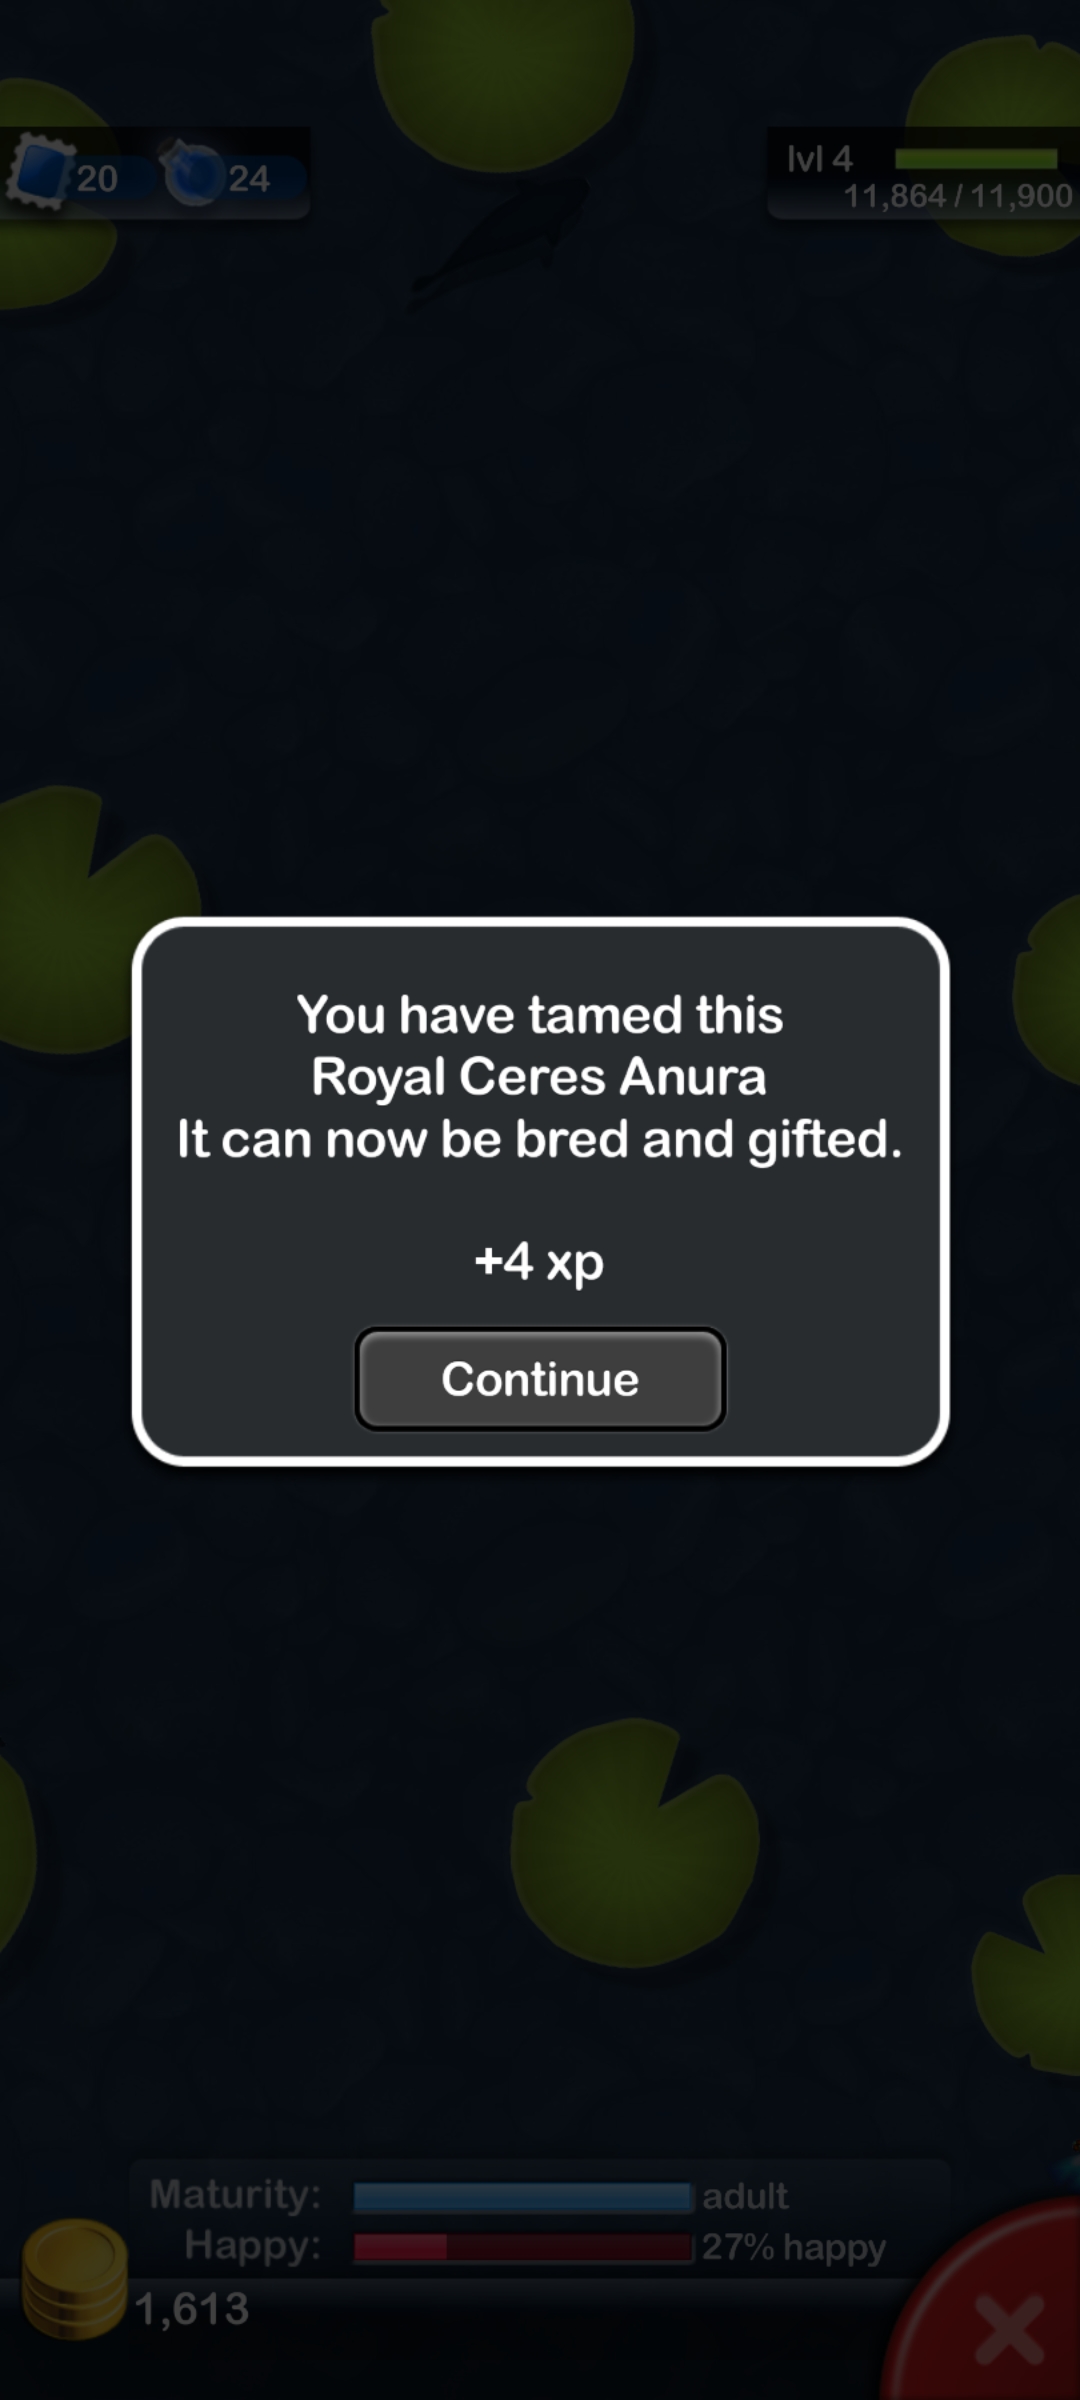 20
24
lvl 4
11,864 / 11,900
You have tamed this
Royal Ceres Anura
It can now be bred and gifted.
+4 xp
Continue
Maturity: adult
Happy: 27% happy
1,613